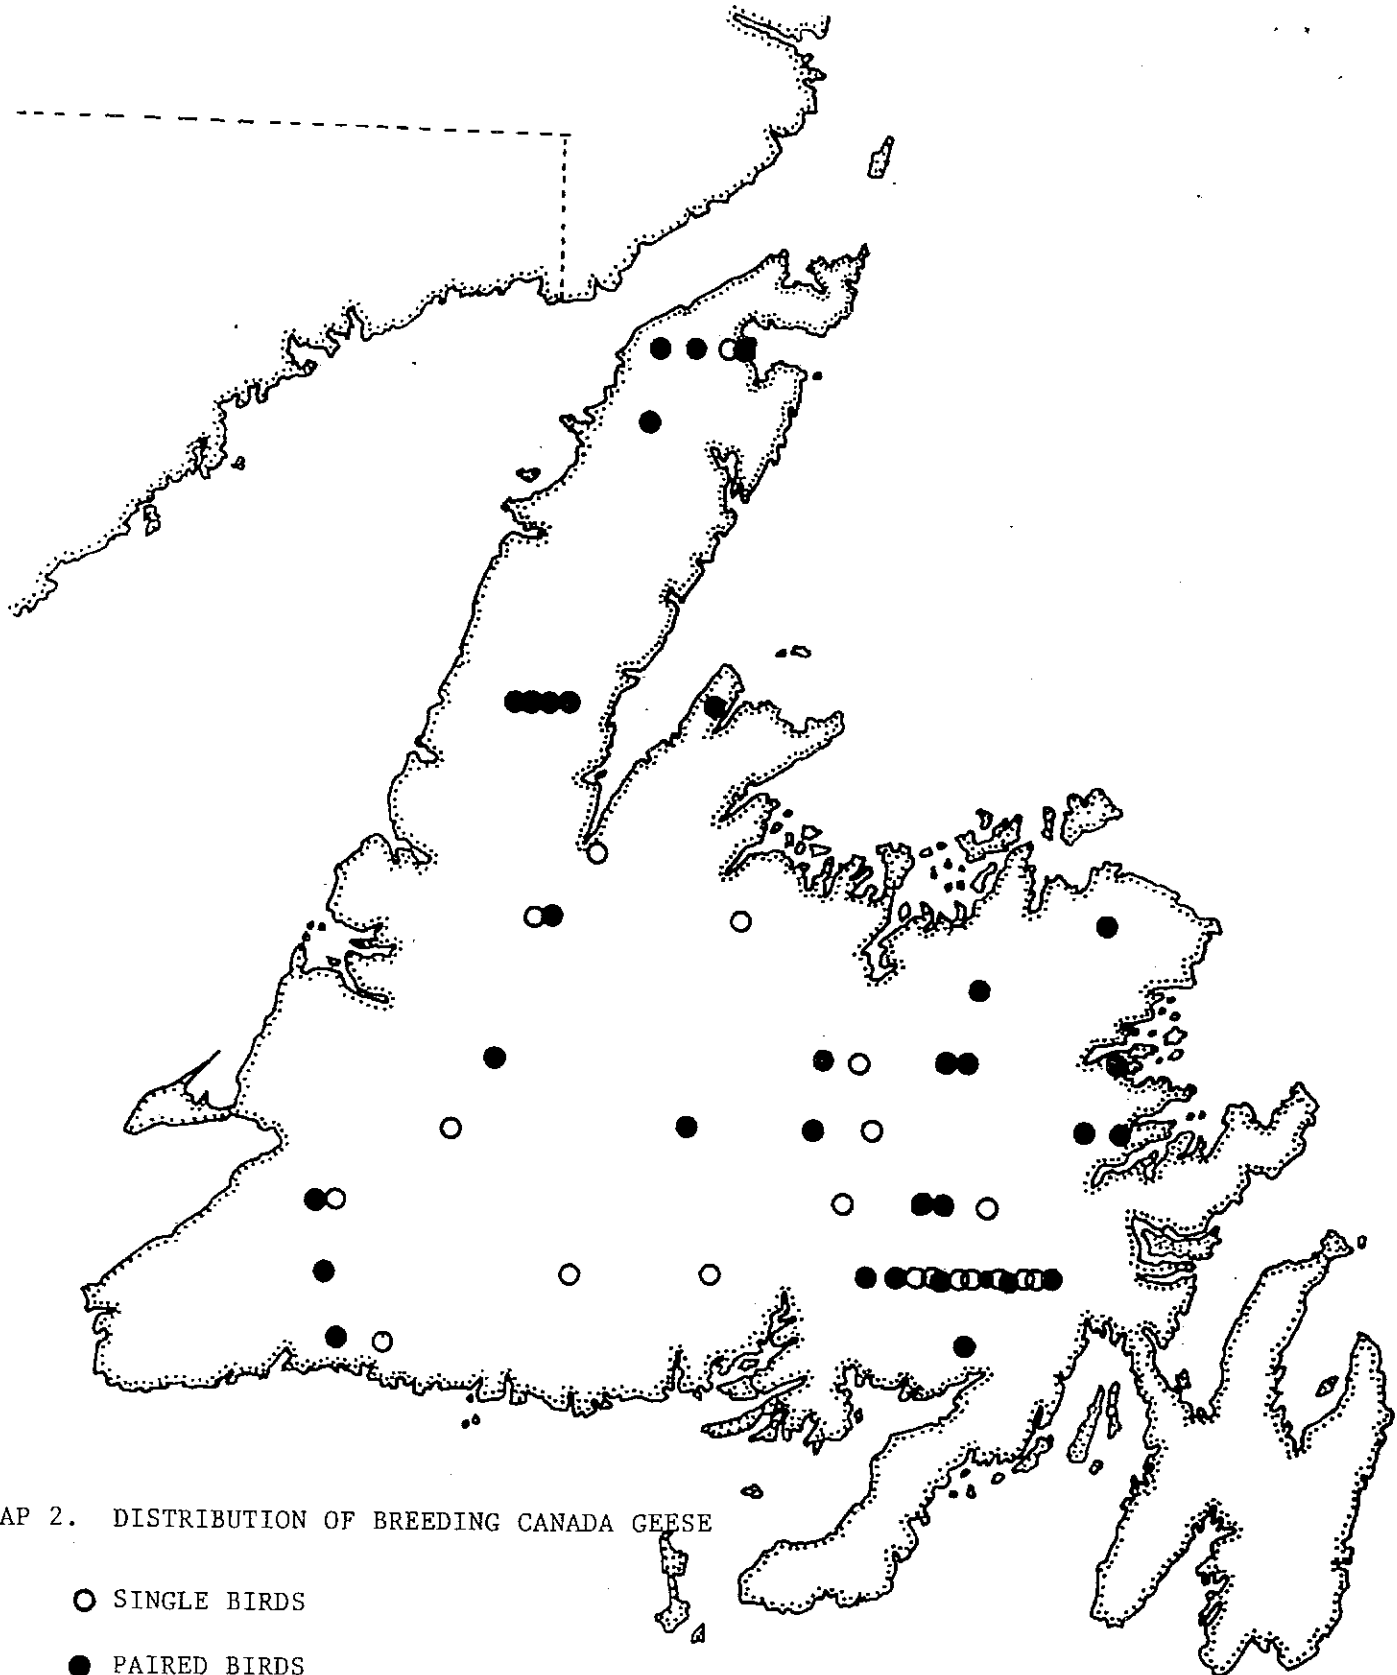 AP 2. DISTRIBUTION OF BREEDING CANADA GEESE
SINGLE BIRDS
PAIRED BIRDS